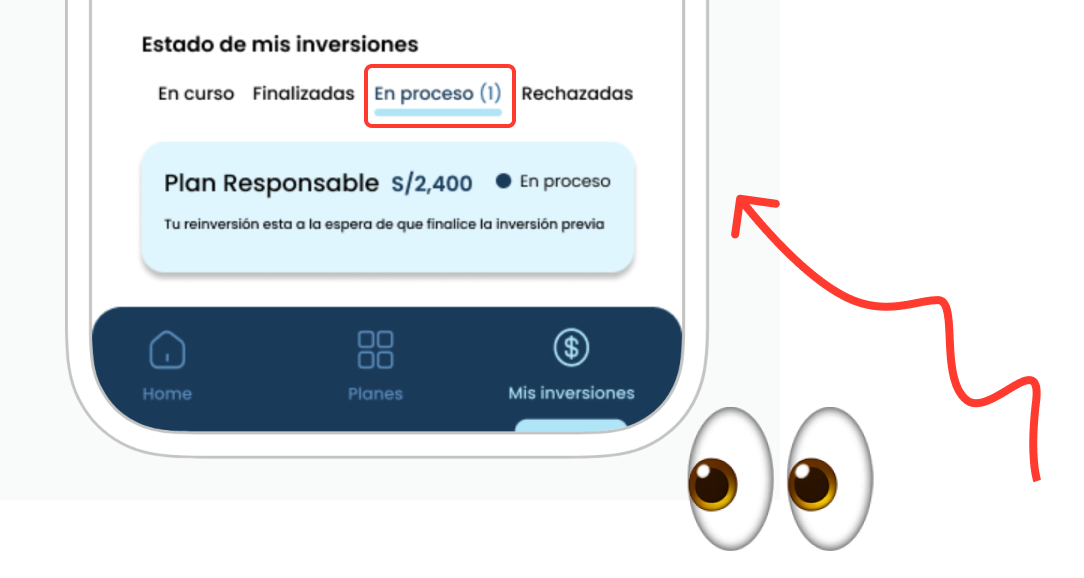 Estado de mis inversiones
En curso Finalizadas En proceso (1) Rechazadas
Plan Responsable S/2,400 En proceso
Tu reinversión esta a la espera de que finalice la inversión previa
$
Home Planes Mis inversiones